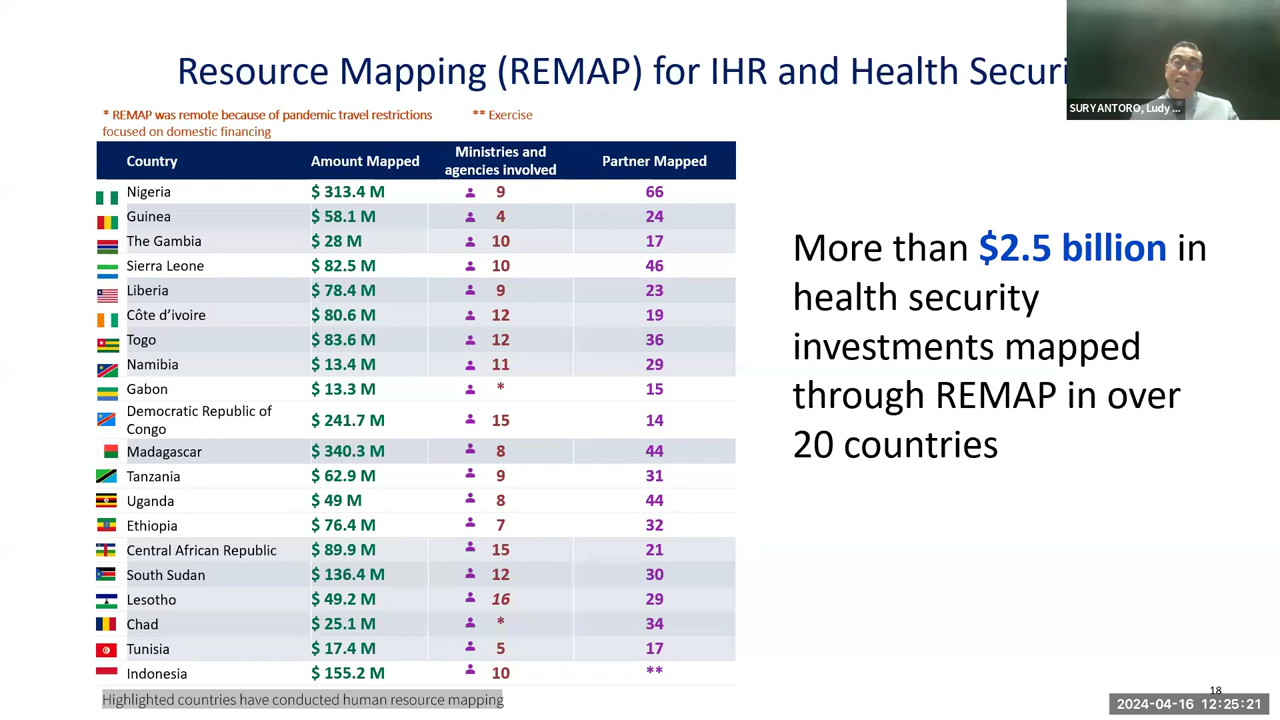 Resource Mapping (REMAP) for IHR and Health Securi
SURYANTORO, Ludy ...
* REMAP was remote because of pandemic travel restrictions
focused on domestic financing
** Exercise
Country Amount Mapped Ministries and agencies involved Partner Mapped
Nigeria $ 313.4 M 9 66
Guinea $ 58.1 M 4 24
The Gambia $ 28 M 10 17
Sierra Leone $ 82.5 M 10 46
Liberia $ 78.4 M 9 23
Côte d’ivoire $ 80.6 M 12 19
Togo $ 83.6 M 12 36
Namibia $ 13.4 M 11 29
Gabon $ 13.3 M * 15
Democratic Republic of Congo $ 241.7 M 15 14
Madagascar $ 340.3 M 8 44
Tanzania $ 62.9 M 9 31
Uganda $ 49 M 8 44
Ethiopia $ 76.4 M 7 32
Central African Republic $ 89.9 M 15 21
South Sudan $ 136.4 M 12 30
Lesotho $ 49.2 M 16 29
Chad $ 25.1 M * 34
Tunisia $ 17.4 M 5 17
Indonesia $ 155.2 M 10 **
Highlighted countries have conducted human resource mapping
More than $2.5 billion in
health security
investments mapped
through REMAP in over
20 countries
18
2024-04-16 12:25:21